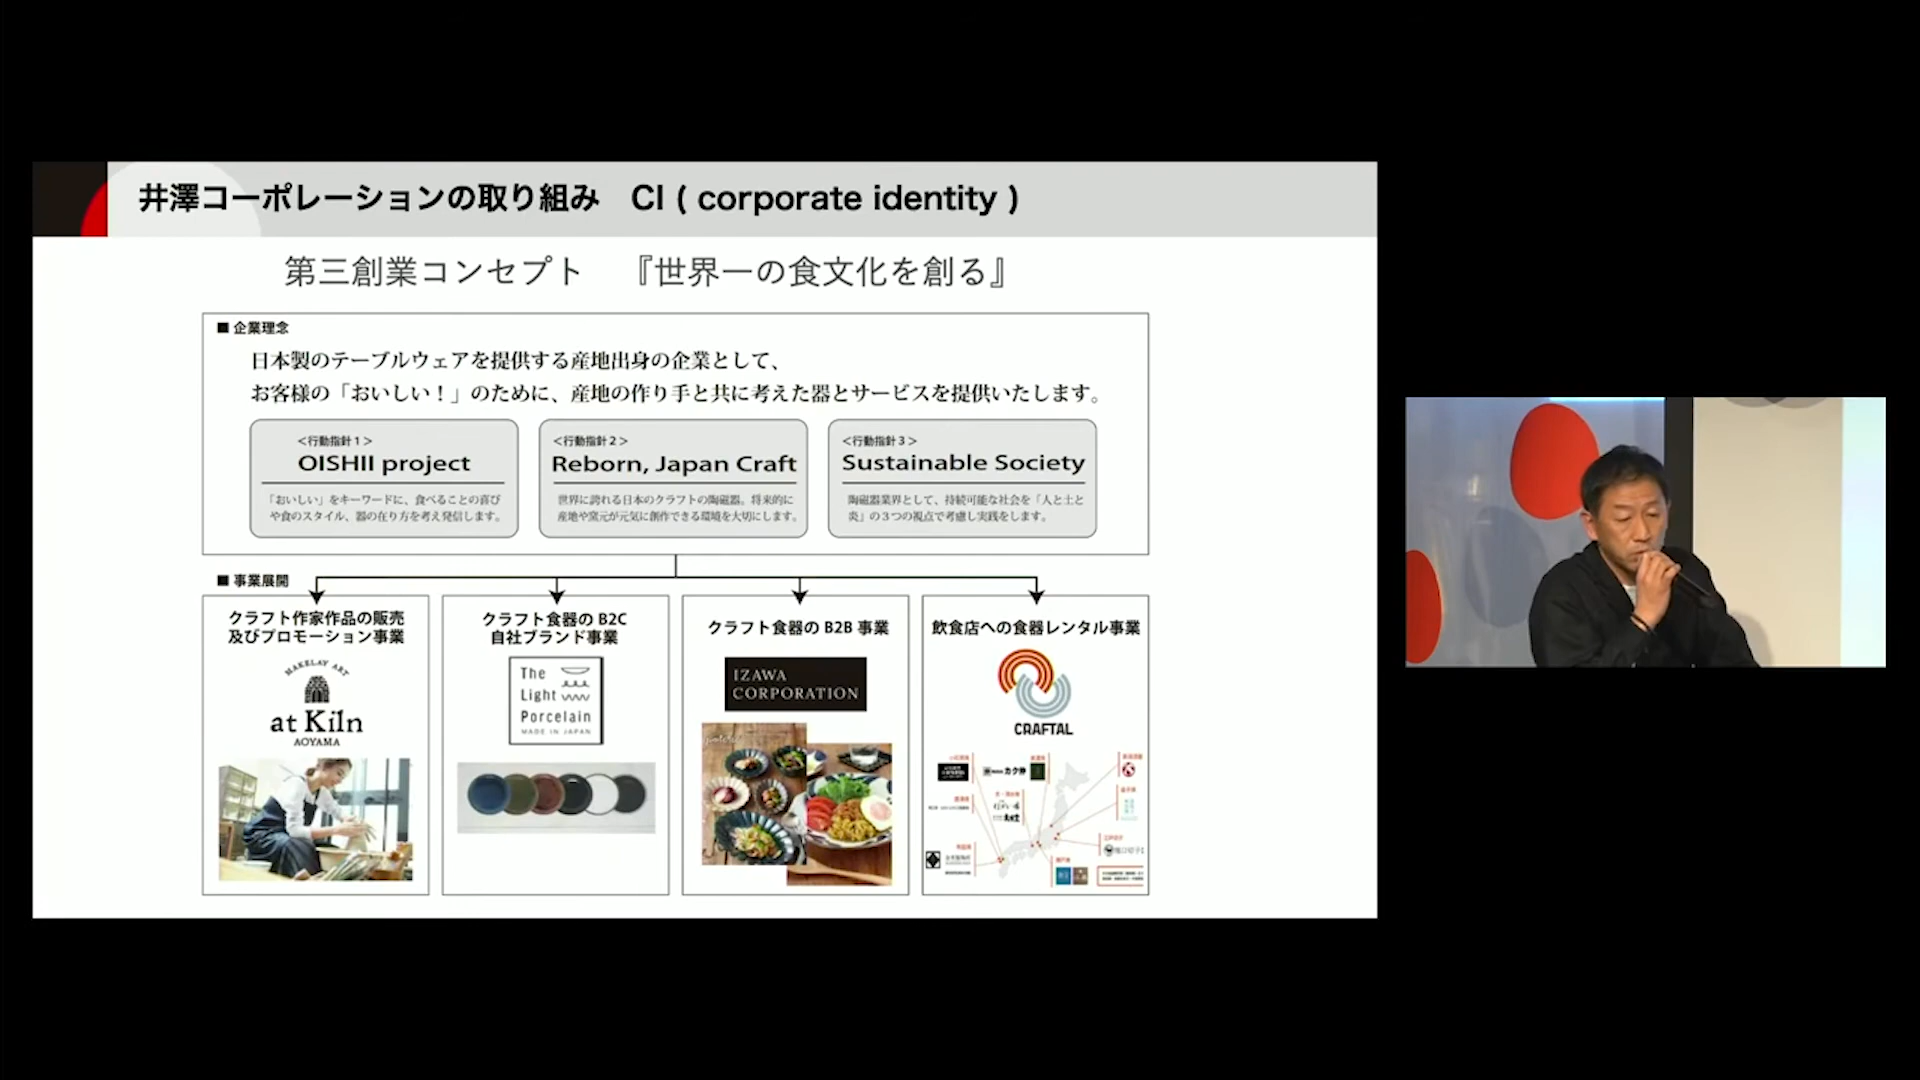 井澤コーポレーションの取り組み　CI ( corporate identity )
第三創業コンセプト　『世界一の食文化を創る』
■ 企業理念
日本製のテーブルウェアを提供する産地出身の企業として、
お客様の「おいしい！」のために、産地の作り手と共に考えた器とサービスを提供いたします。
＜行動指針 1＞
OISHII project
「おいしい」をキーワードに、食べることの喜び
や食のスタイル、器の在り方を考え発信します。
＜行動指針 2＞
Reborn, Japan Craft
世界に誇れる日本のクラフトの陶磁器。将来的に
産地や窯元が元気に創作できる環境を大切にします。
＜行動指針 3＞
Sustainable Society
陶磁器業界として、持続可能な社会を「人と土と
炎」の３つの視点で考慮し実践をします。
■ 事業展開
クラフト作家作品の販売
及びプロモーション事業
MAKELAY ART
at Kiln
AOYAMA
クラフト食器の B2C
自社ブランド事業
The
Light
Porcelain
MADE IN JAPAN
クラフト食器の B2B 事業
IZAWA
CORPORATION
飲食店への食器レンタル事業
CRAFTAL